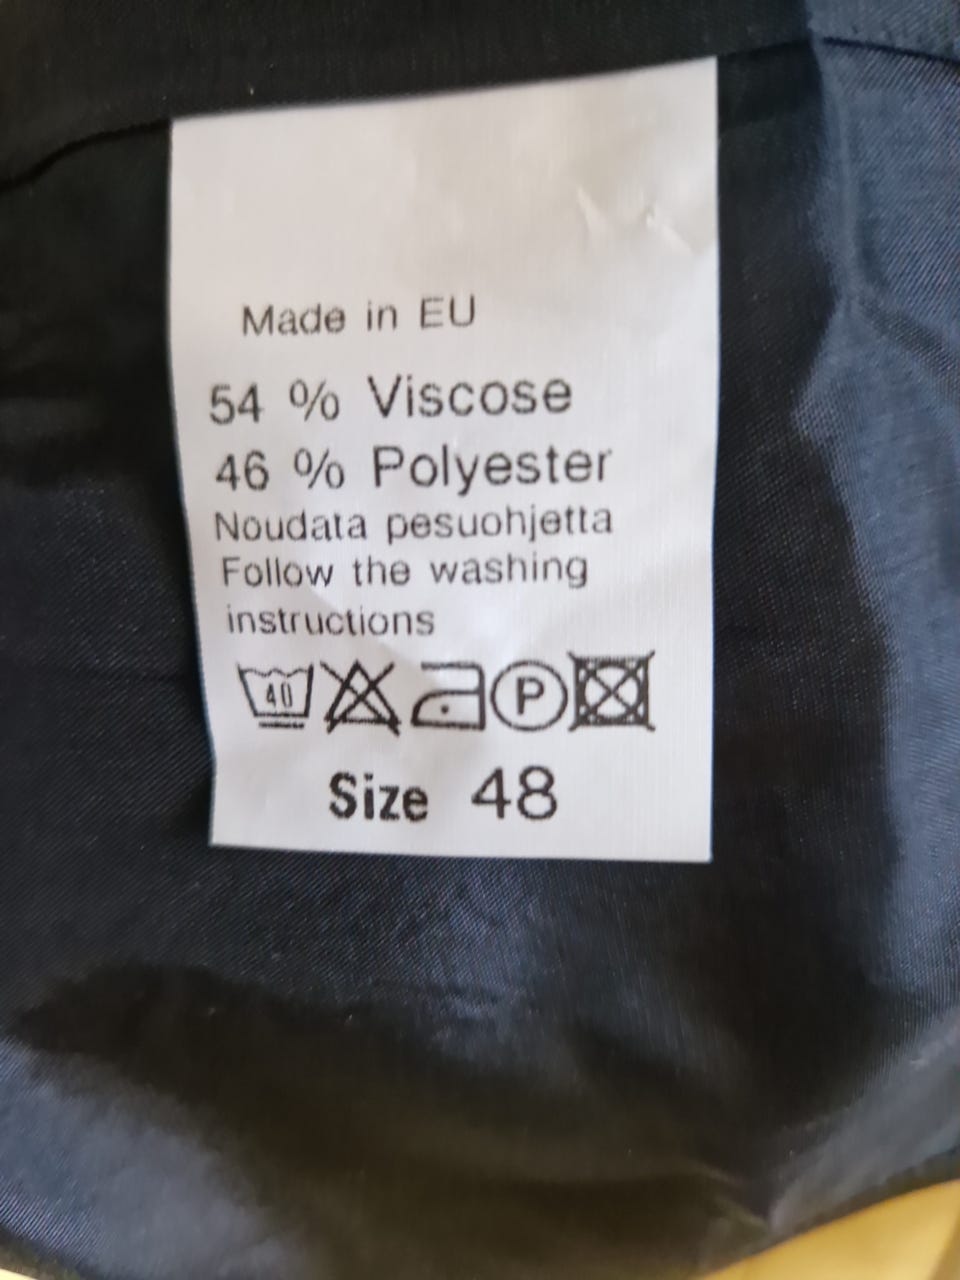 Made in EU
54 % Viscose
46 % Polyester
Noudata pesuohjetta
Follow the washing
instructions
40 P
Size 48